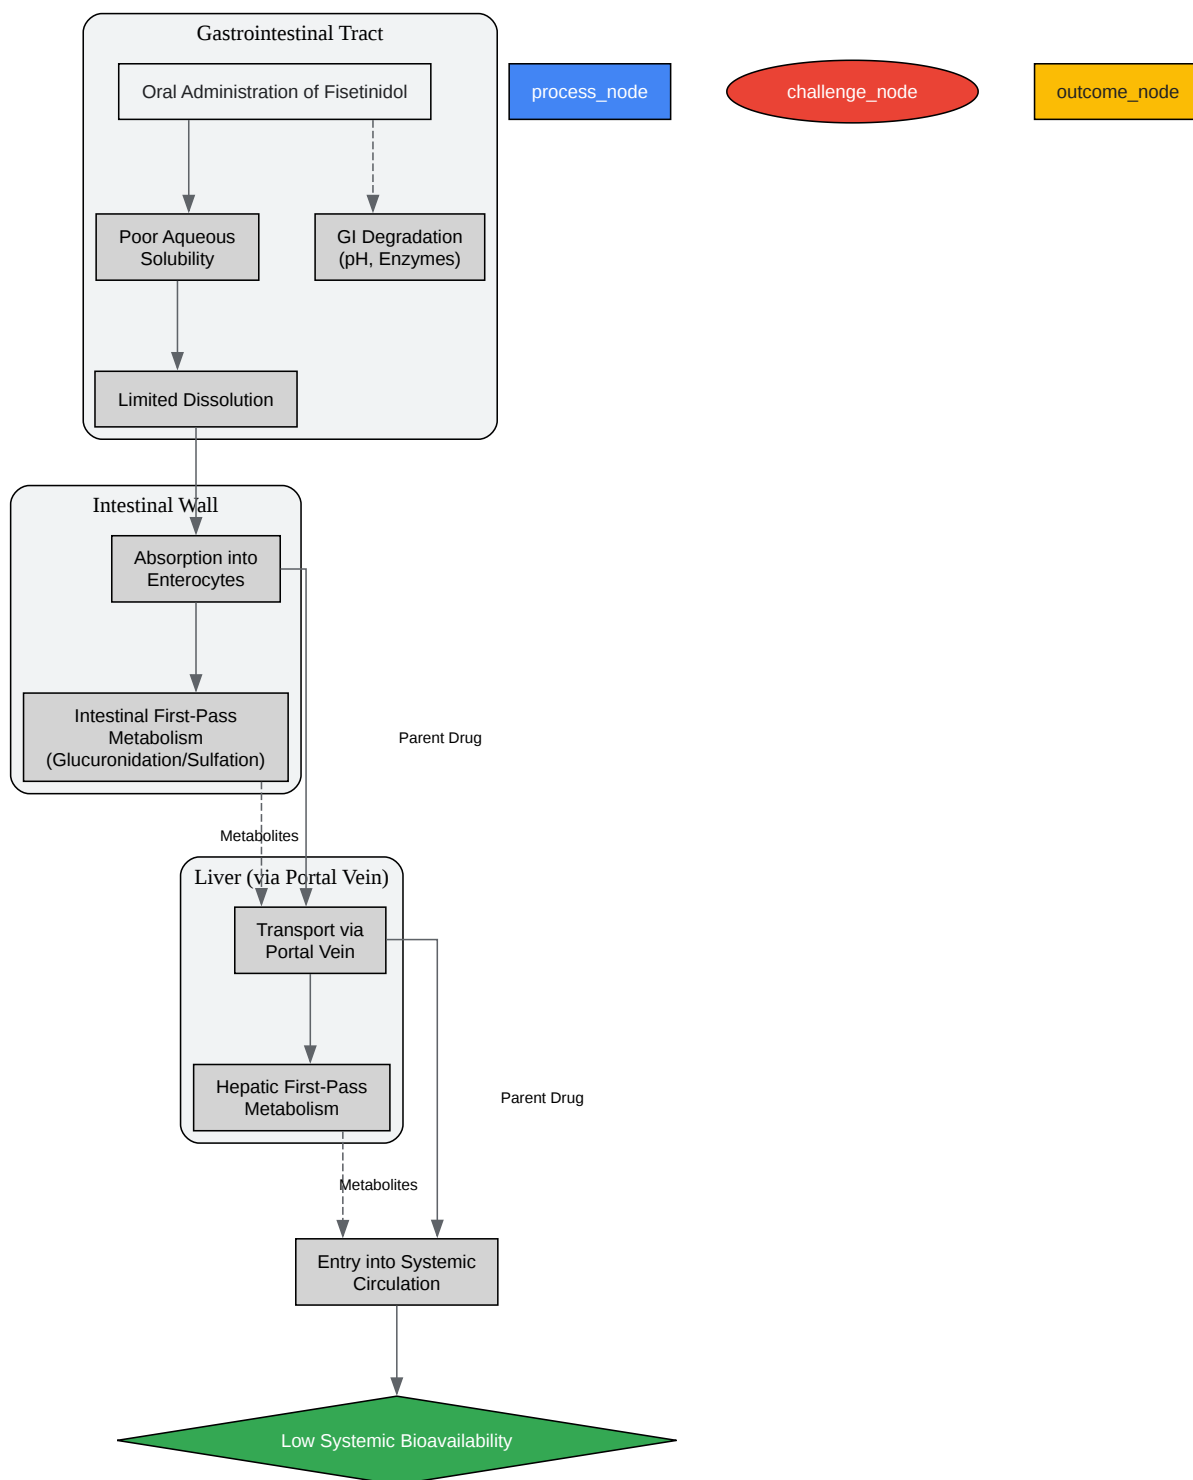 Gastrointestinal Tract
Oral Administration of Fisetinidol
process_node
challenge_node
outcome_node
Poor Aqueous
Solubility
GI Degradation
(pH, Enzymes)
Limited Dissolution
Intestinal Wall
Absorption into
Enterocytes
Intestinal First-Pass
Metabolism
(Glucuronidation/Sulfation)
Parent Drug
Metabolites
Liver (via Portal Vein)
Transport via
Portal Vein
Hepatic First-Pass
Metabolism
Parent Drug
Metabolites
Entry into Systemic
Circulation
Low Systemic Bioavailability